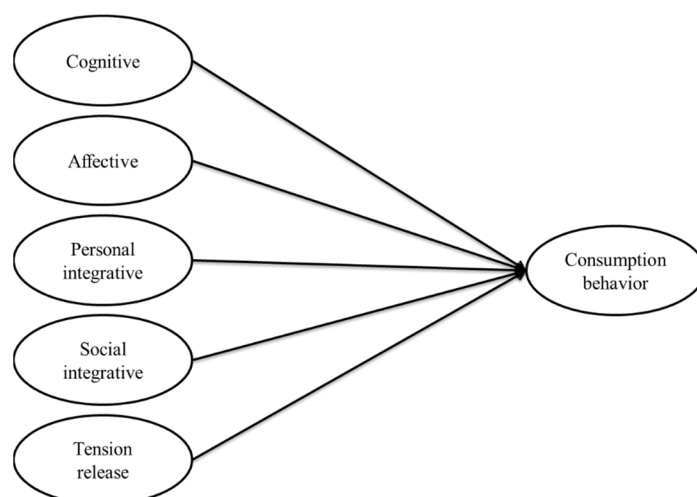 Cognitive
Affective
Personal
integrative
Social
integrative
Tension
release
Consumption
behavior